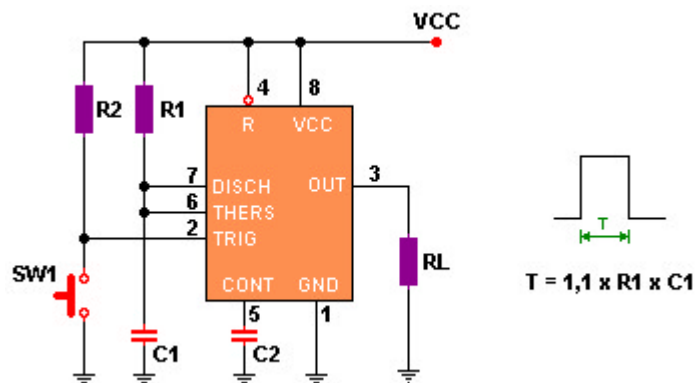 VCC
4 8
R2 R1
R VCC
7 DISCH OUT 3
6 THERS
2 TRIG
T
SW1
RL
CONT GND
T = 1,1 x R1 x C1
5 1
C1 C2